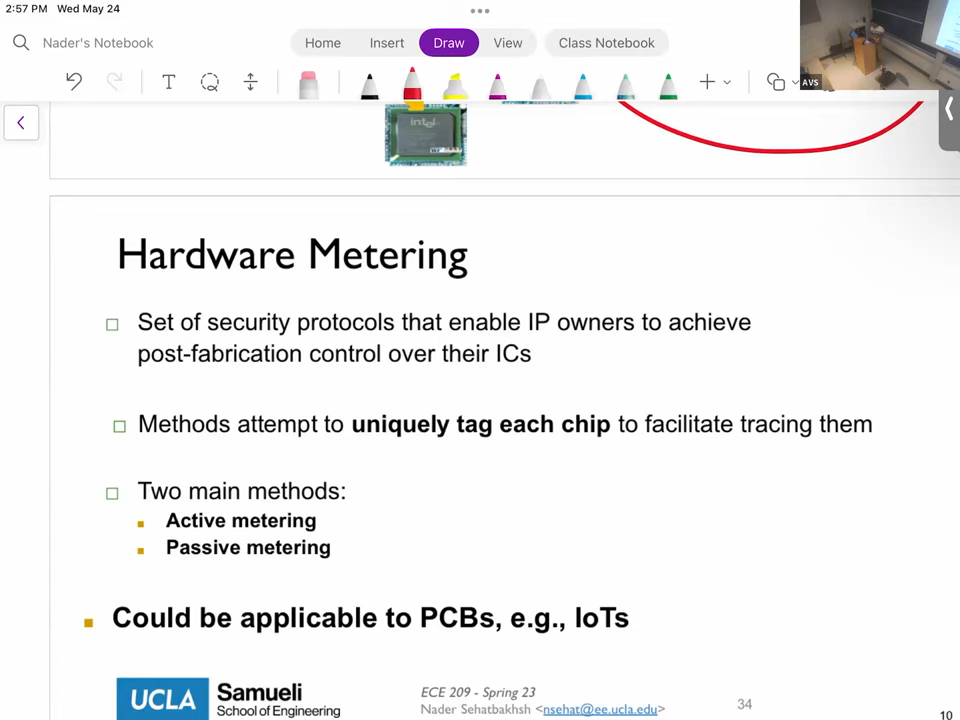 2:57 PM Wed May 24
Nader's Notebook
Home Insert Draw View Class Notebook
T
AVS
intel
Hardware Metering
Set of security protocols that enable IP owners to achieve
post-fabrication control over their ICs
Methods attempt to uniquely tag each chip to facilitate tracing them
Two main methods:
Active metering
Passive metering
Could be applicable to PCBs, e.g., IoTs
UCLA Samueli
School of Engineering
ECE 209 - Spring 23
Nader Sehatbakhsh <nsehat@ee.ucla.edu>
34
10